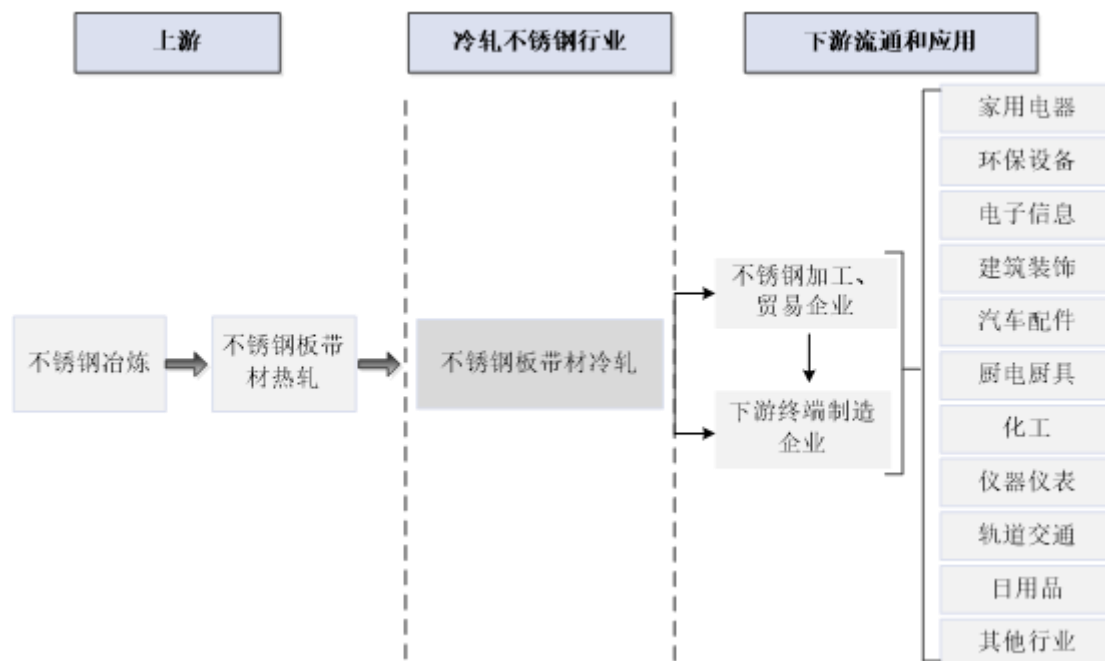 上游
冷轧不锈钢行业
下游流通和应用
不锈钢冶炼
不锈钢板带
材热轧
不锈钢板带材冷轧
不锈钢加工、
贸易企业
下游终端制造
企业
家用电器
环保设备
电子信息
建筑装饰
汽车配件
厨电厨具
化工
仪器仪表
轨道交通
日用品
其他行业